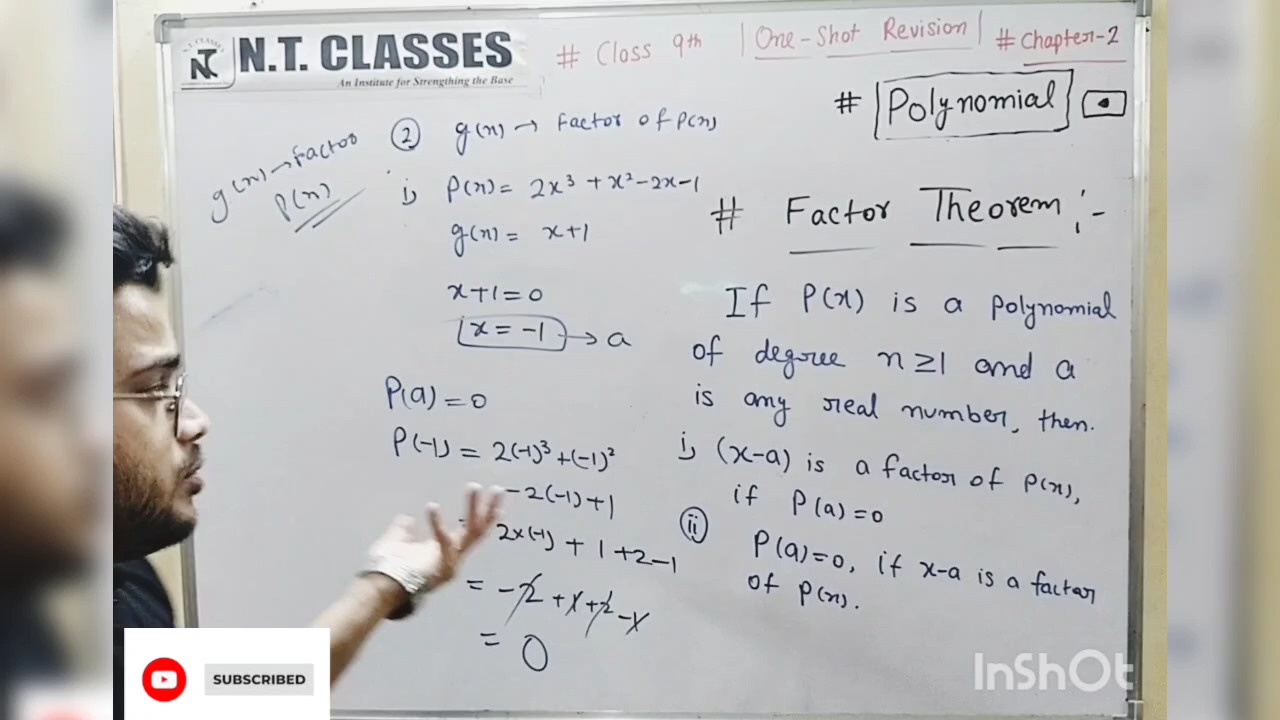 N.T. CLASSES
An Institute for Strengthening the Base
# Class 9th | One-Shot Revision | # Chapter-2
# Polynomial
g(x) → factor
P(x)
② g(x) → Factor of P(x)
i) P(x) = 2x³ + x² - 2x - 1
g(x) = x+1
x+1=0
x = -1 → a
P(a) = 0
P(-1) = 2(-1)³ + (-1)²
-2(-1) + 1
2x(-1) + 1 + 2 - 1
= -2 + 1 + 2 - 1
= 0
# Factor Theorem :-
If P(x) is a polynomial
of degree n ≥ 1 and a
is any real number, then.
i) (x-a) is a factor of P(x),
if P(a) = 0
ii) P(a)=0, if x-a is a factor
of P(x).
SUBSCRIBED
InShOt